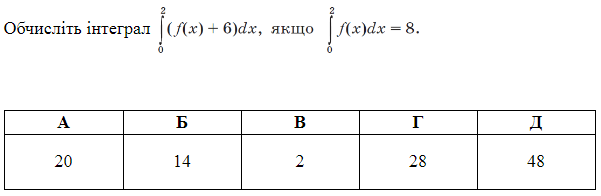 Обчисліть інтеграл ∫₀² (f(x) + 6)dx, якщо ∫₀² f(x)dx = 8.
А Б В Г Д
20 14 2 28 48